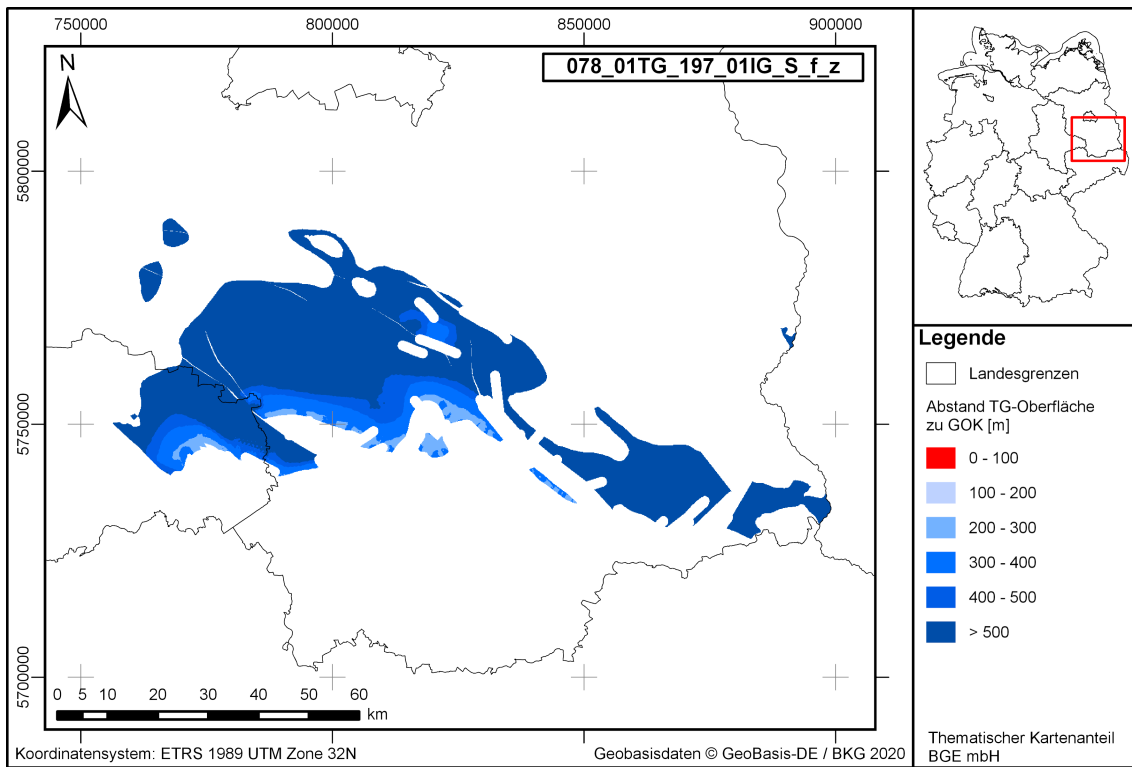 750000 800000 850000 900000
N
078_01TG_197_01IG_S_f_z
5800000
5750000
5700000
0 5 10 20 30 40 50 60
km
Koordinatensystem: ETRS 1989 UTM Zone 32N
Geobasisdaten © GeoBasis-DE / BKG 2020
Legende
Landesgrenzen
Abstand TG-Oberfläche
zu GOK [m]
0 - 100
100 - 200
200 - 300
300 - 400
400 - 500
> 500
Thematischer Kartenanteil
BGE mbH